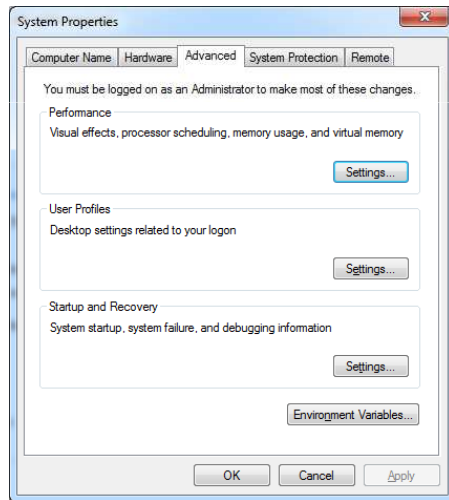 System Properties
Computer Name Hardware Advanced System Protection Remote
You must be logged on as an Administrator to make most of these changes.
Performance
Visual effects, processor scheduling, memory usage, and virtual memory
Settings...
User Profiles
Desktop settings related to your logon
Settings...
Startup and Recovery
System startup, system failure, and debugging information
Settings...
Environment Variables...
OK Cancel Apply